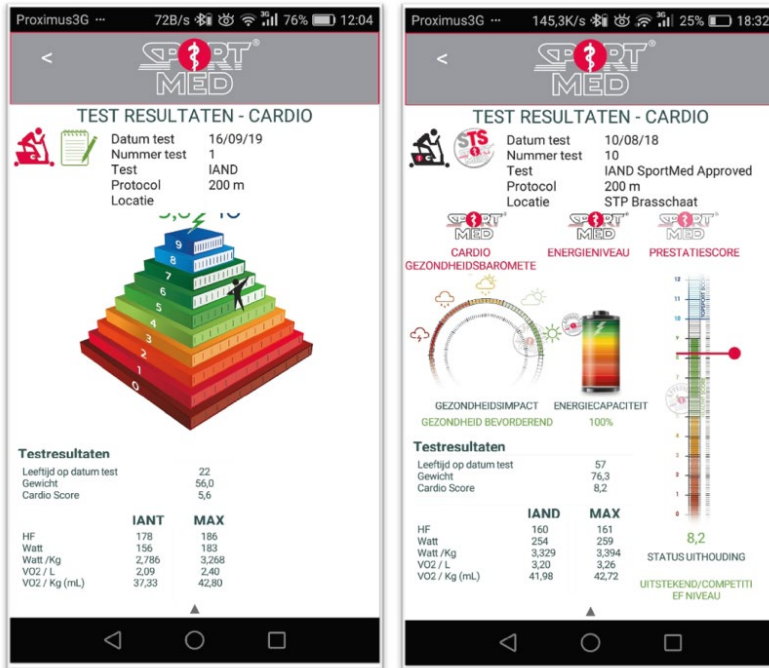 Proximus3G ··· 72B/s 3G 76% 12:04
<
SPORT®
MED
TEST RESULTATEN - CARDIO
Datum test 16/09/19
Nummer test 1
Test IAND
Protocol 200 m
Locatie
9
8
7
6
5
4
3
2
1
0
Testresultaten
Leeftijd op datum test 22
Gewicht 56,0
Cardio Score 5,6
IANT MAX
HF 178 186
Watt 156 183
Watt /Kg 2,786 3,268
VO2 / L 2,09 2,40
VO2 / Kg (mL) 37,33 42,80
Proximus3G ··· 145,3K/s 3G 25% 18:32
<
SPORT®
MED
TEST RESULTATEN - CARDIO
STS
Datum test 10/08/18
Nummer test 10
Test IAND SportMed Approved
Protocol 200 m
Locatie STP Brasschaat
SPORT MED SPORT MED SPORT MED
CARDIO GEZONDHEIDSBAROMETE
ENERGIENIVEAU
PRESTATIESCORE
GEZONDHEIDSIMPACT
GEZOND BEVORDEREND
ENERGIECAPACITEIT
100%
Testresultaten
Leeftijd op datum test 57
Gewicht 76,3
Cardio Score 8,2
IAND MAX
HF 160 161
Watt 254 259
Watt /Kg 3,329 3,394
VO2 / L 3,20 3,26
VO2 / Kg (mL) 41,98 42,72
8,2
STATUS UITHOUDING
UITSTEKEND/COMPETITI
EF NIVEAU